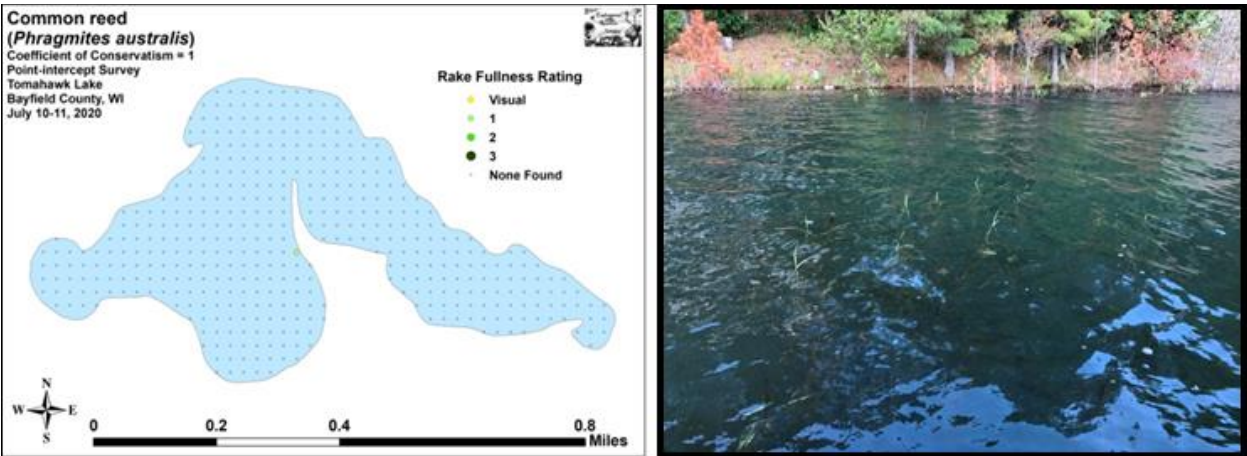 Common reed
(Phragmites australis)
Coefficient of Conservatism = 1
Point-intercept Survey
Tomahawk Lake
Bayfield County, WI
July 10-11, 2020
Rake Fullness Rating
Visual
1
2
3
None Found
N
W E
S
0 0.2 0.4 0.8
Miles